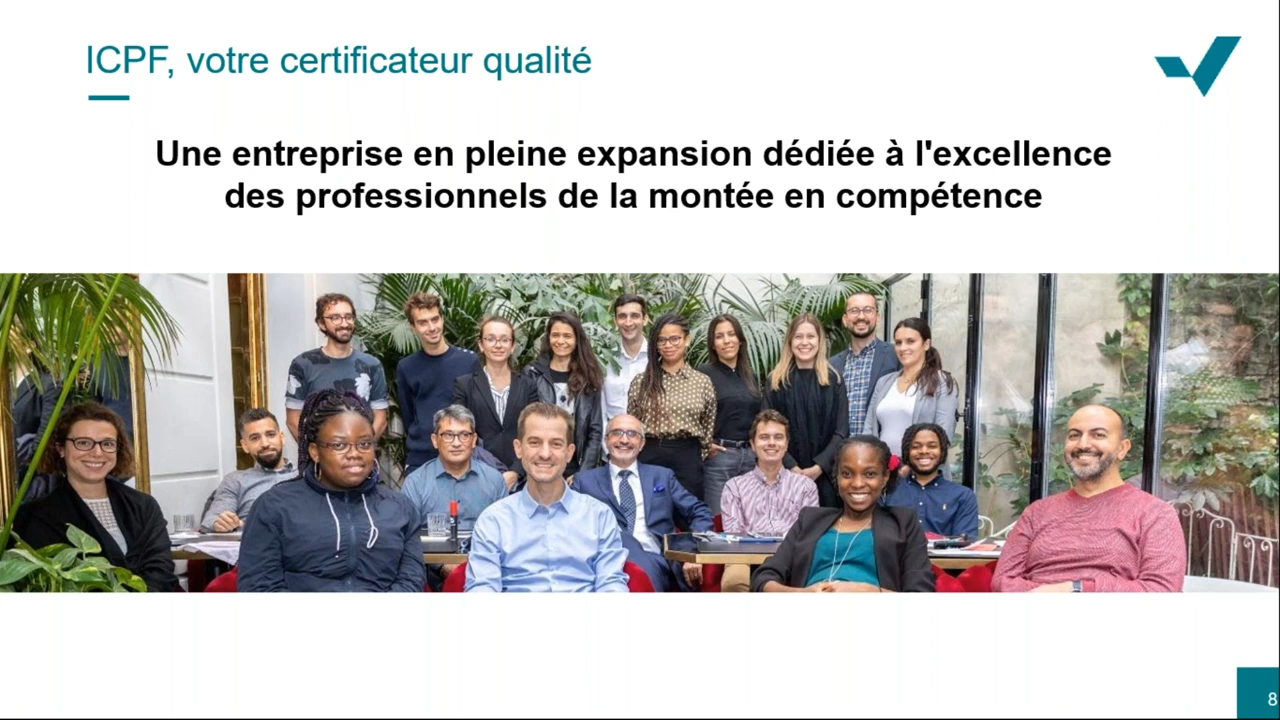 ICPF, votre certificateur qualité
Une entreprise en pleine expansion dédiée à l'excellence
des professionnels de la montée en compétence
8